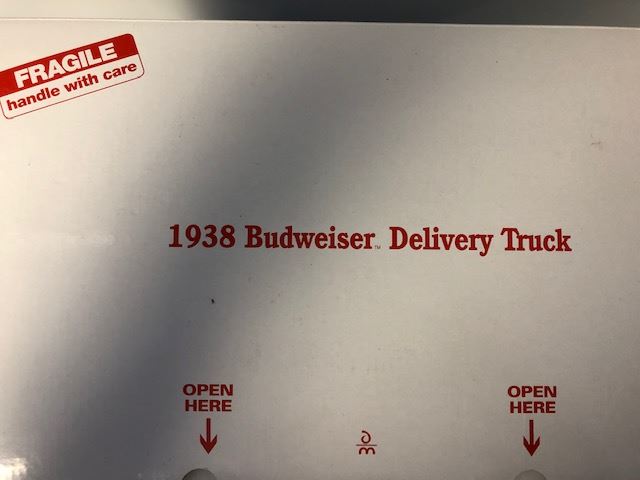 FRAGILE
handle with care
1938 Budweiser™ Delivery Truck
OPEN
HERE
OPEN
HERE